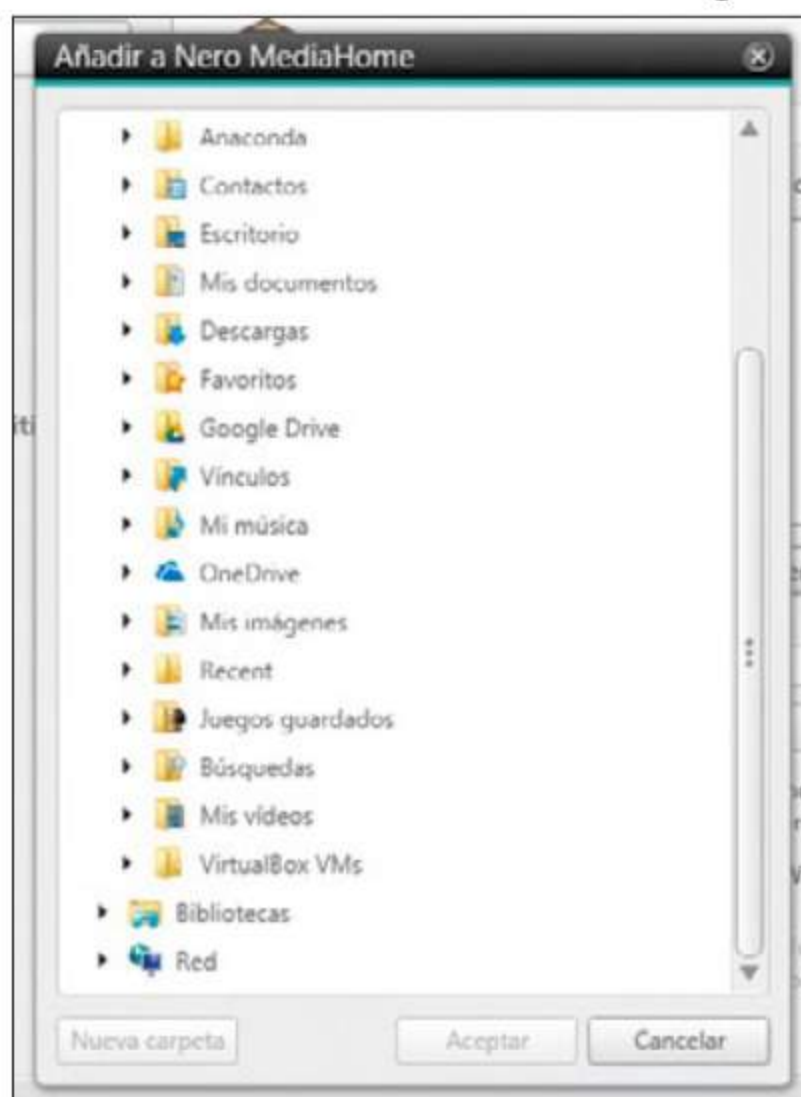 Añadir a Nero MediaHome
Anaconda
Contactos
Escritorio
Mis documentos
Descargas
Favoritos
Google Drive
Vínculos
Mi música
OneDrive
Mis imágenes
Recent
Juegos guardados
Búsquedas
Mis vídeos
VirtualBox VMs
Bibliotecas
Red
Nueva carpeta
Aceptar
Cancelar